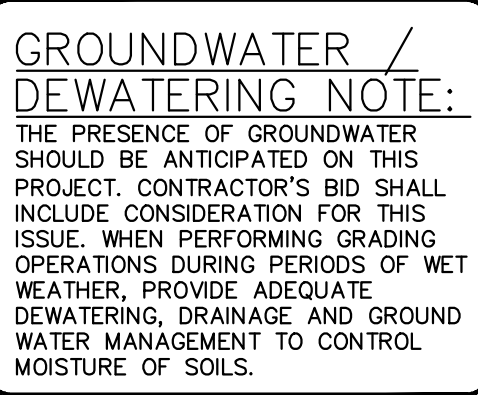 GROUNDWATER /
DEWATERING NOTE:
THE PRESENCE OF GROUNDWATER
SHOULD BE ANTICIPATED ON THIS
PROJECT. CONTRACTOR'S BID SHALL
INCLUDE CONSIDERATION FOR THIS
ISSUE. WHEN PERFORMING GRADING
OPERATIONS DURING PERIODS OF WET
WEATHER, PROVIDE ADEQUATE
DEWATERING, DRAINAGE AND GROUND
WATER MANAGEMENT TO CONTROL
MOISTURE OF SOILS.